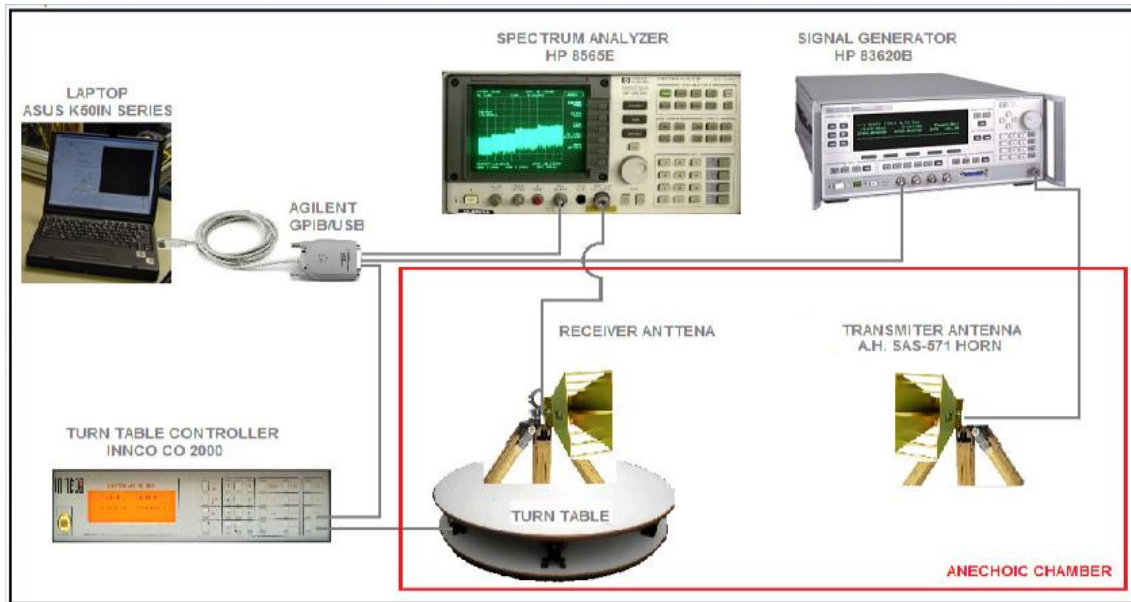 SPECTRUM ANALYZER
HP 8565E
SIGNAL GENERATOR
HP 83620B
LAPTOP
ASUS K50IN SERIES
AGILENT
GPIB/USB
RECEIVER ANTTENA
TRANSMITER ANTENNA
A.H. SAS-571 HORN
TURN TABLE CONTROLLER
INNCO CO 2000
TURN TABLE
ANECHOIC CHAMBER